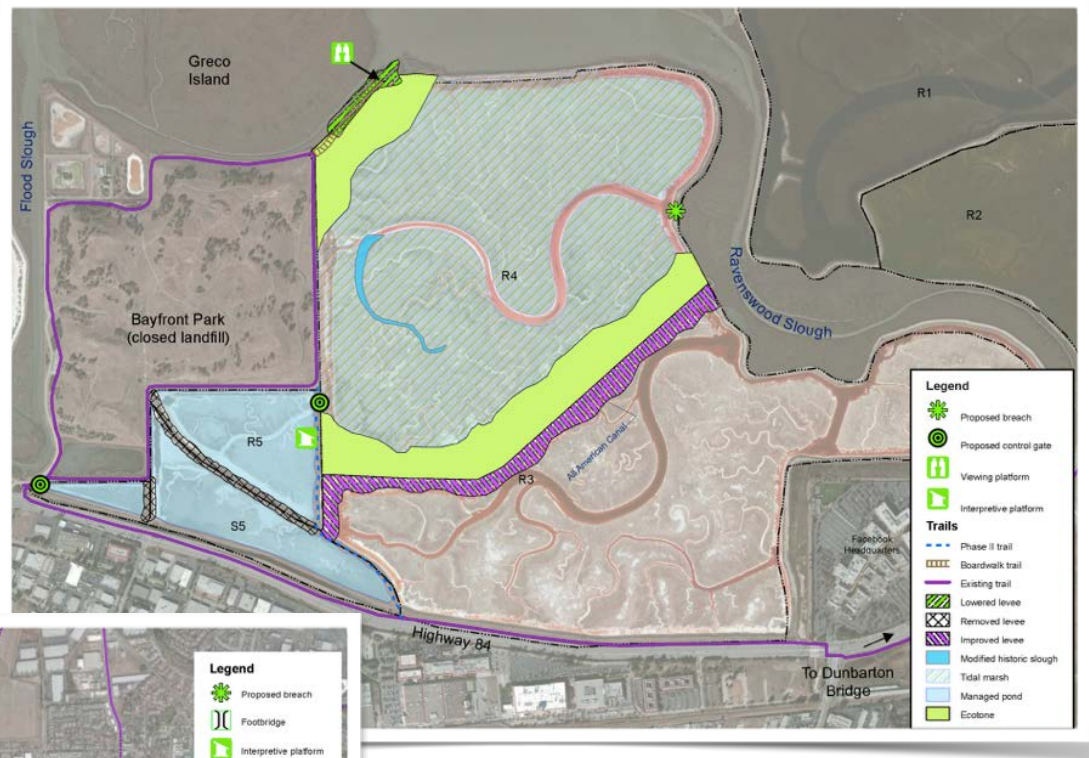 Greco
Island
Flood Slough
R1
R2
R4
Ravenswood Slough
Bayfront Park
(closed landfill)
R5
S5
R3
All American Canal
Facebook
Headquarters
Highway 84
To Dunbarton
Bridge
Legend
Proposed breach
Proposed control gate
Viewing platform
Interpretive platform
Trails
Phase II trail
Boardwalk trail
Existing trail
Lowered levee
Removed levee
Improved levee
Modified historic slough
Tidal marsh
Managed pond
Ecotone
Legend
Proposed breach
Footbridge
Interpretive platform